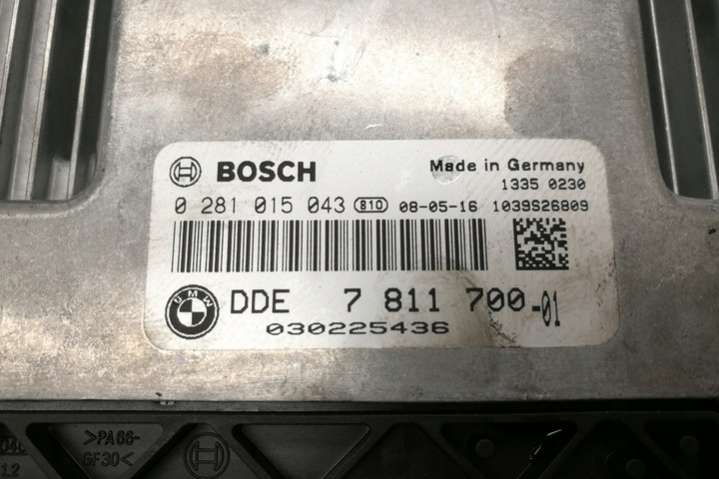 BOSCH Made in Germany
1335 0230
0 281 015 043 810 08-05-16 1039S26809
BMW DDE 7 811 700-01
030225436
>PA66-
GF30<